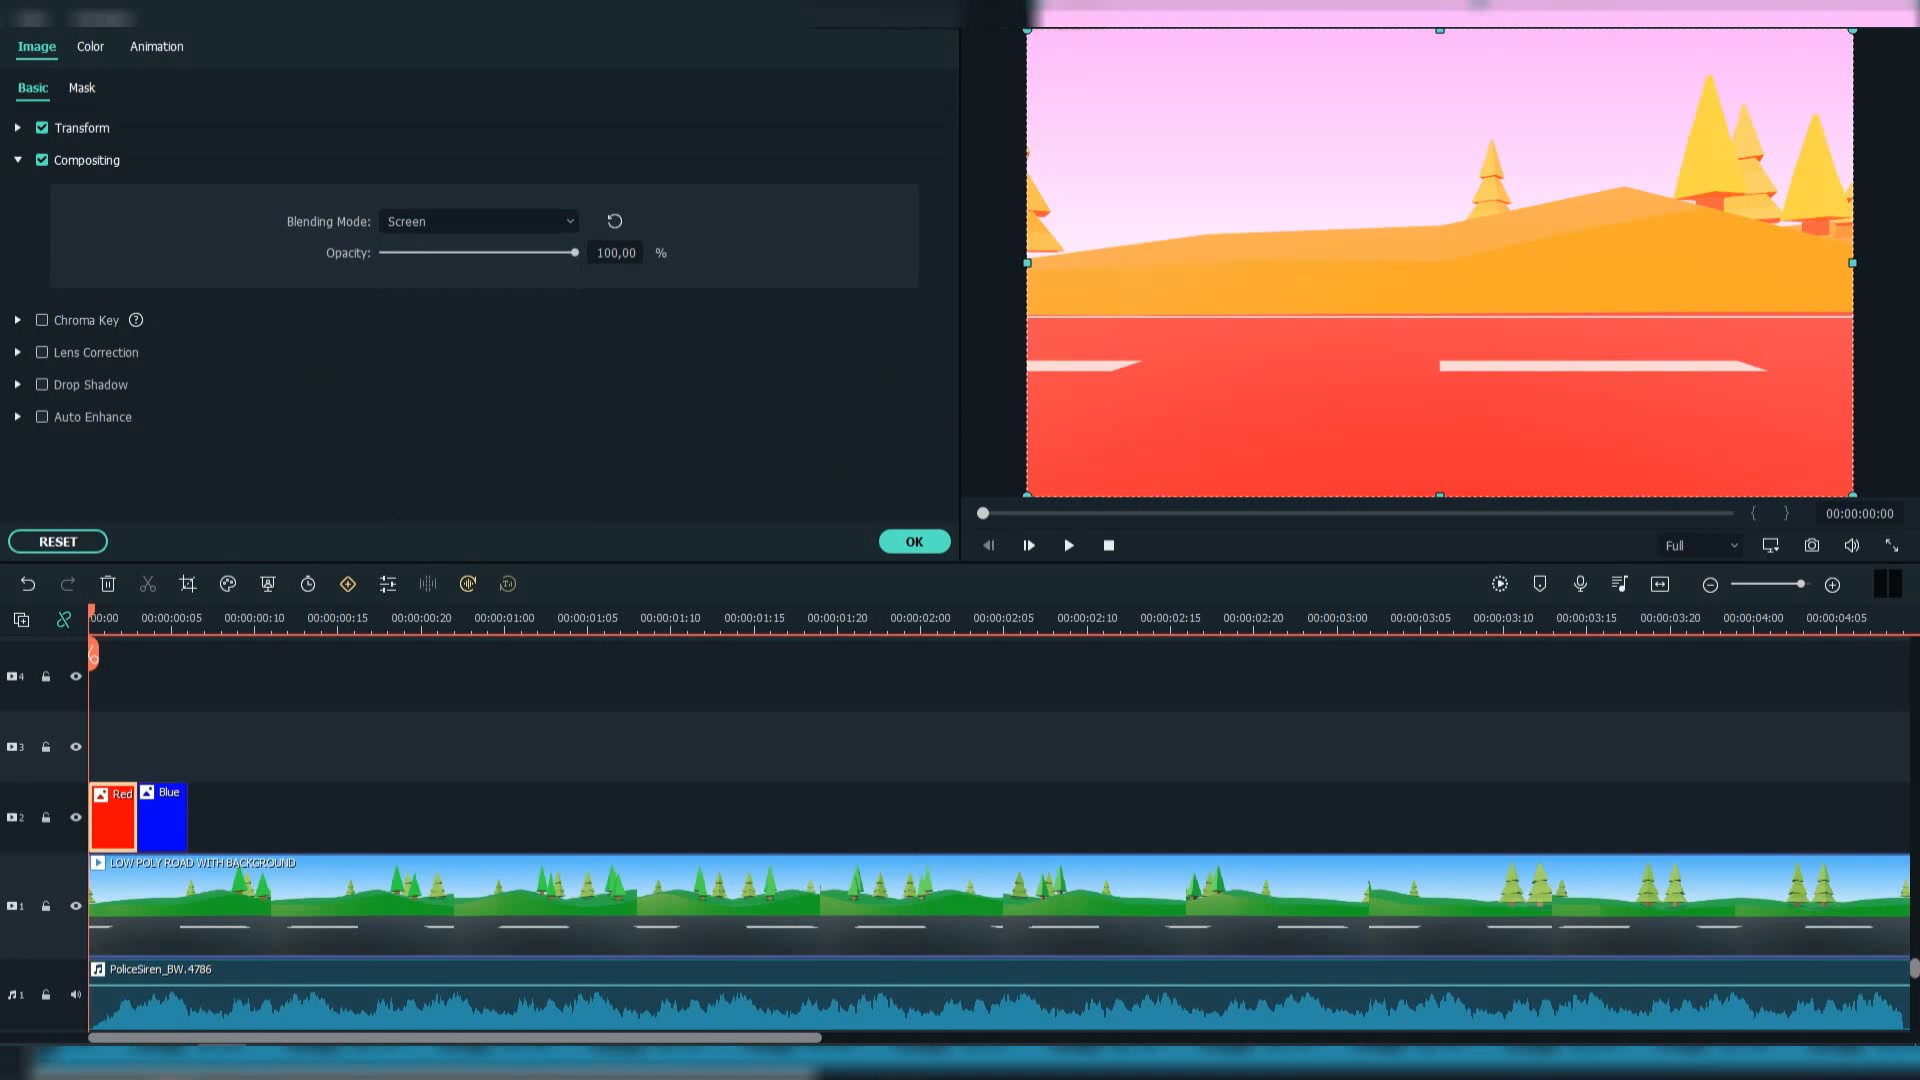 Image Color Animation
Basic Mask
Transform
Compositing
Blending Mode: Screen
Opacity: 100,00 %
Chroma Key ?
Lens Correction
Drop Shadow
Auto Enhance
RESET OK
{ } 00:00:00:00
Full
:00:00 00:00:00:05 00:00:00:10 00:00:00:15 00:00:00:20 00:00:01:00 00:00:01:05 00:00:01:10 00:00:01:15 00:00:01:20 00:00:02:00 00:00:02:05 00:00:02:10 00:00:02:15 00:00:02:20 00:00:03:00 00:00:03:05 00:00:03:10 00:00:03:15 00:00:03:20 00:00:04:00 00:00:04:05
4
3
2 Red Blue
LOW POLY ROAD WITH BACKGROUND
1
PoliceSiren_BW.4786
1